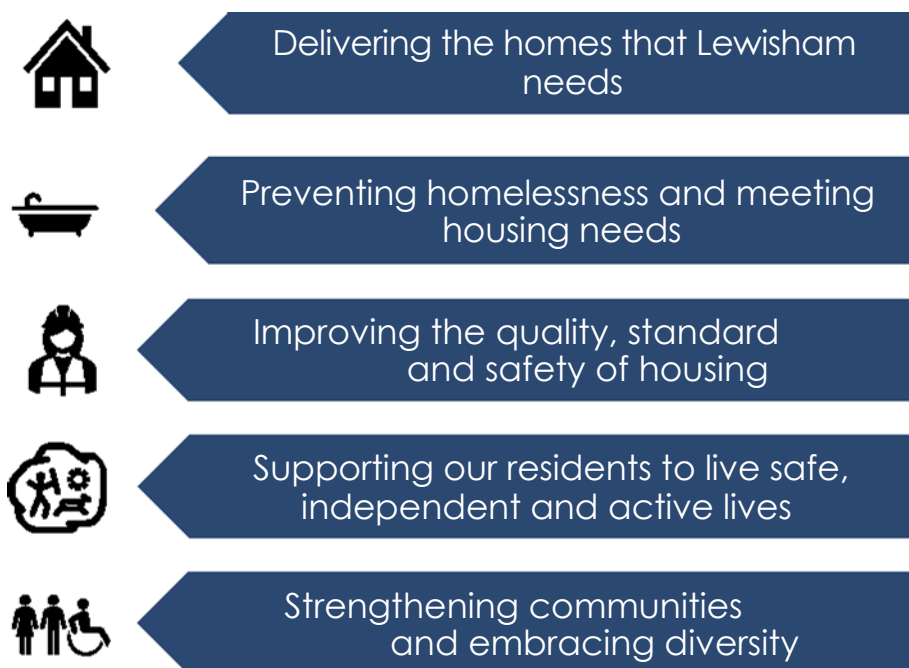 Delivering the homes that Lewisham
needs
Preventing homelessness and meeting
housing needs
Improving the quality, standard
and safety of housing
Supporting our residents to live safe,
independent and active lives
Strengthening communities
and embracing diversity